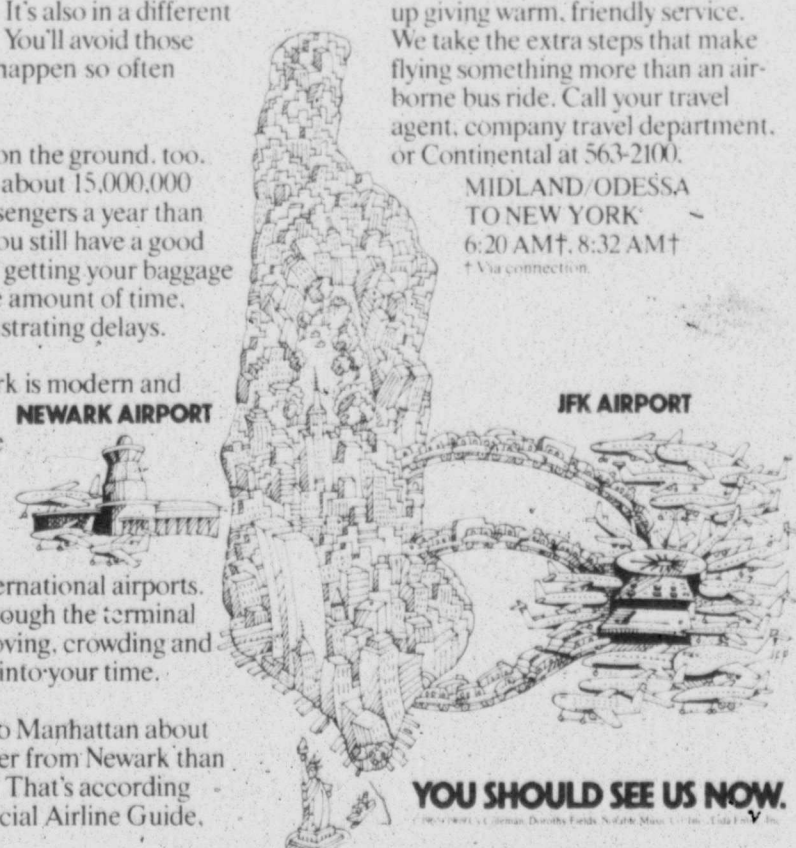 It's also in a different
You'll avoid those
happen so often
on the ground, too.
about 15,000,000
sengers a year than
ou still have a good
getting your baggage
amount of time,
strating delays.
rk is modern and
NEWARK AIRPORT
ernational airports.
ough the terminal
oving, crowding and
into your time.
o Manhattan about
er from Newark than
That's according
cial Airline Guide,
up giving warm, friendly service.
We take the extra steps that make
flying something more than an air-
borne bus ride. Call your travel
agent, company travel department,
or Continental at 563-2100.
MIDLAND/ODESSA
TO NEW YORK
6:20 AM†, 8:32 AM†
† Via connection.
JFK AIRPORT
YOU SHOULD SEE US NOW.
Coleman, Dorothy Fields, Notable Music